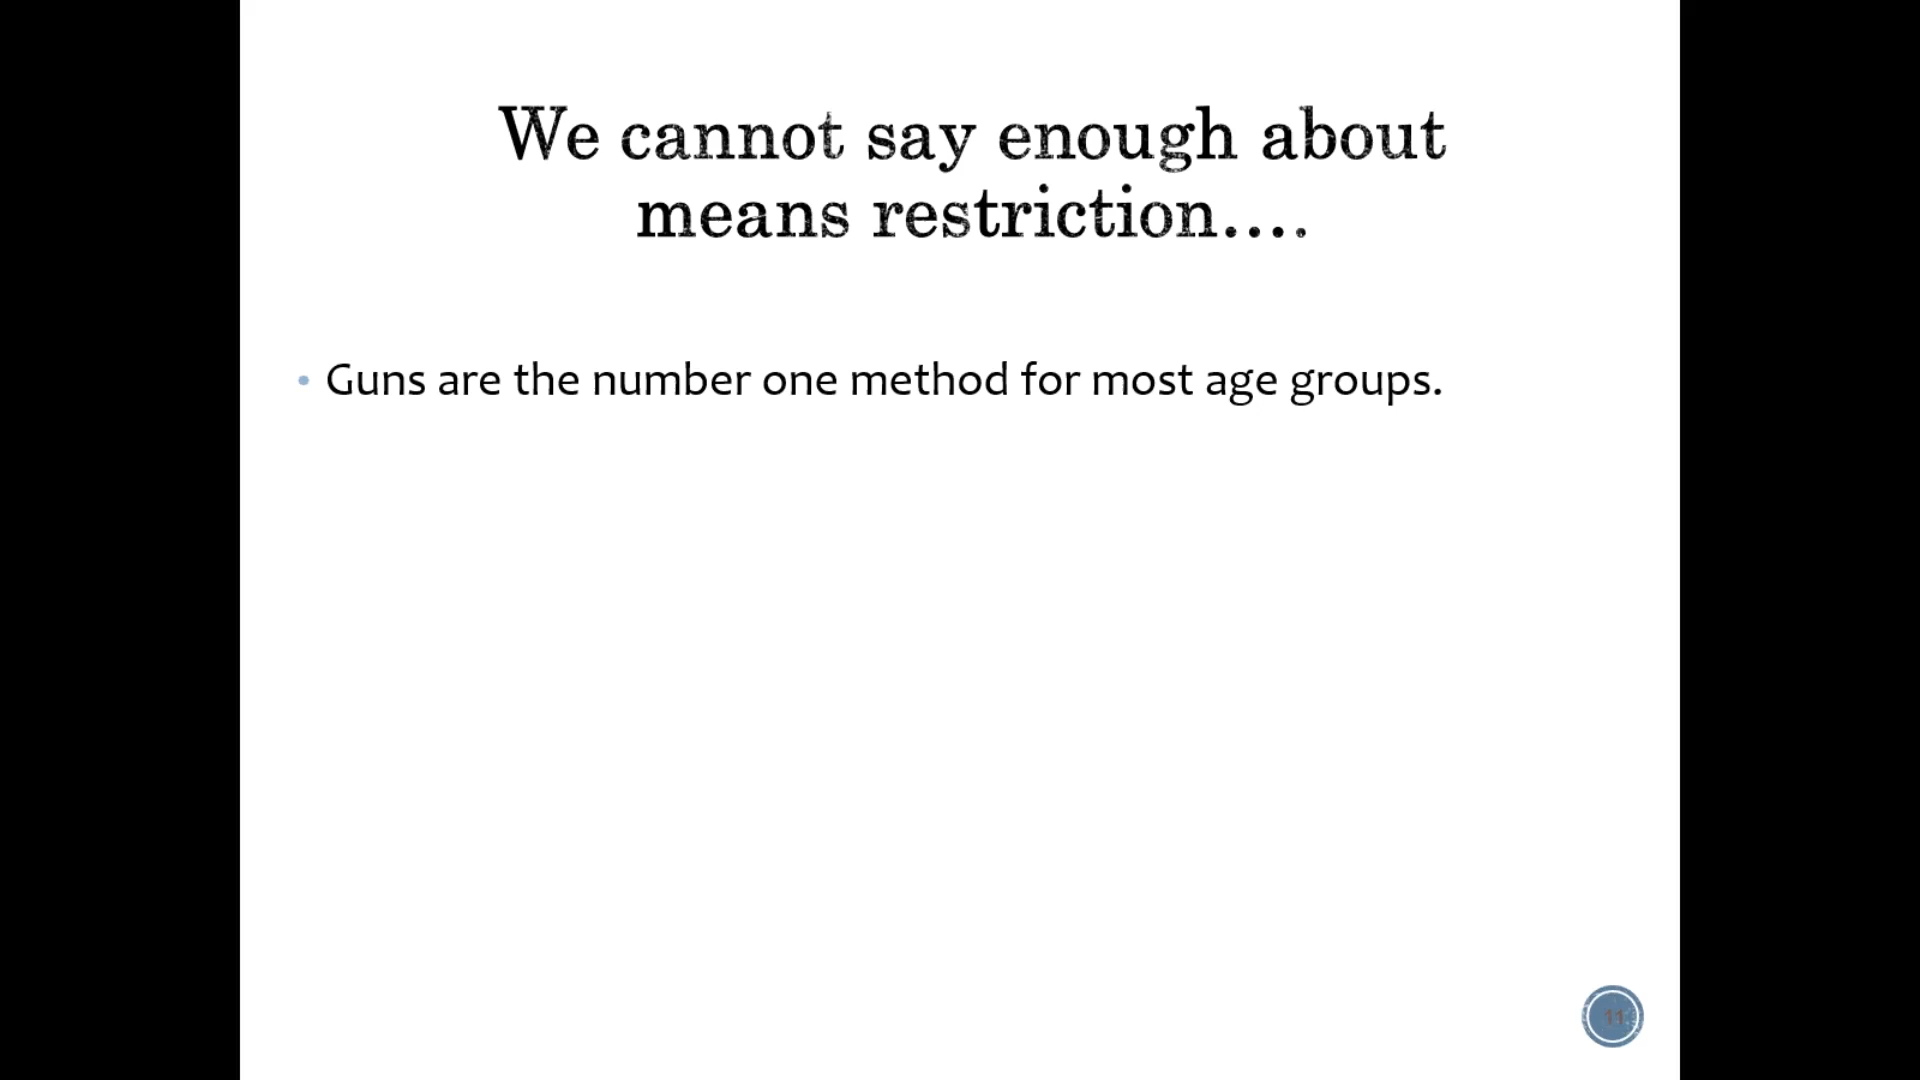 We cannot say enough about
means restriction....
• Guns are the number one method for most age groups.
11